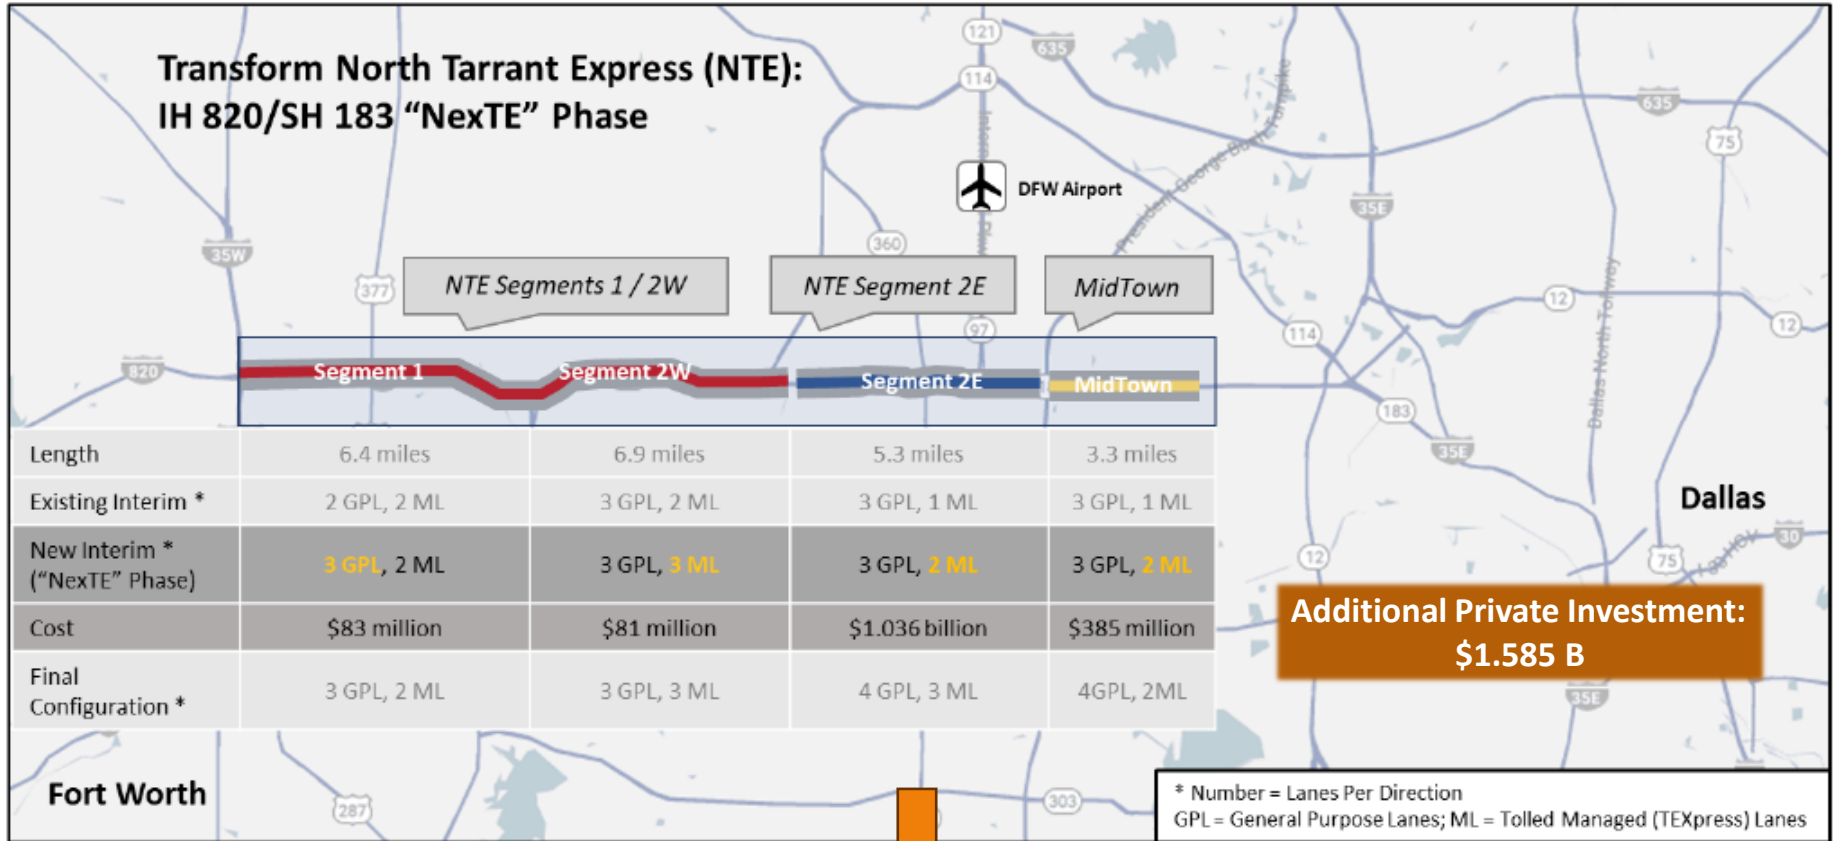 Transform North Tarrant Express (NTE):
IH 820/SH 183 “NexTE” Phase
121
635
114
635
75
DFW Airport
President George Bush Turnpike
35E
35W
360
377
NTE Segments 1 / 2W
NTE Segment 2E
MidTown
97
12
114
12
Dallas North Tollway
820
Segment 1
Segment 2W
Segment 2E
MidTown
183
35E
Length
6.4 miles
6.9 miles
5.3 miles
3.3 miles
Existing Interim *
2 GPL, 2 ML
3 GPL, 2 ML
3 GPL, 1 ML
3 GPL, 1 ML
Dallas
New Interim *
(“NexTE” Phase)
3 GPL, 2 ML
3 GPL, 3 ML
3 GPL, 2 ML
3 GPL, 2 ML
12
75
30
Cost
$83 million
$81 million
$1.036 billion
$385 million
Additional Private Investment:
$1.585 B
Final
Configuration *
3 GPL, 2 ML
3 GPL, 3 ML
4 GPL, 3 ML
4GPL, 2ML
35E
Fort Worth
287
303
* Number = Lanes Per Direction
GPL = General Purpose Lanes; ML = Tolled Managed (TEXpress) Lanes